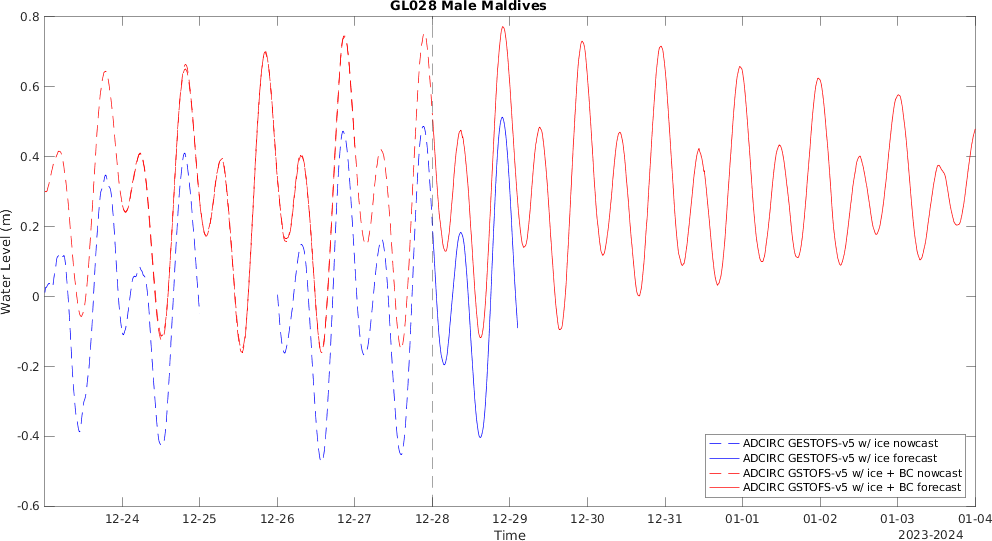 GL028 Male Maldives
0.8
0.6
0.4
0.2
0
-0.2
-0.4
-0.6
Water Level (m)
ADCIRC GESTOFS-v5 w/ ice nowcast
ADCIRC GESTOFS-v5 w/ ice forecast
ADCIRC GSTOFS-v5 w/ ice + BC nowcast
ADCIRC GSTOFS-v5 w/ ice + BC forecast
12-24 12-25 12-26 12-27 12-28 12-29 12-30 12-31 01-01 01-02 01-03 01-04
Time
2023-2024